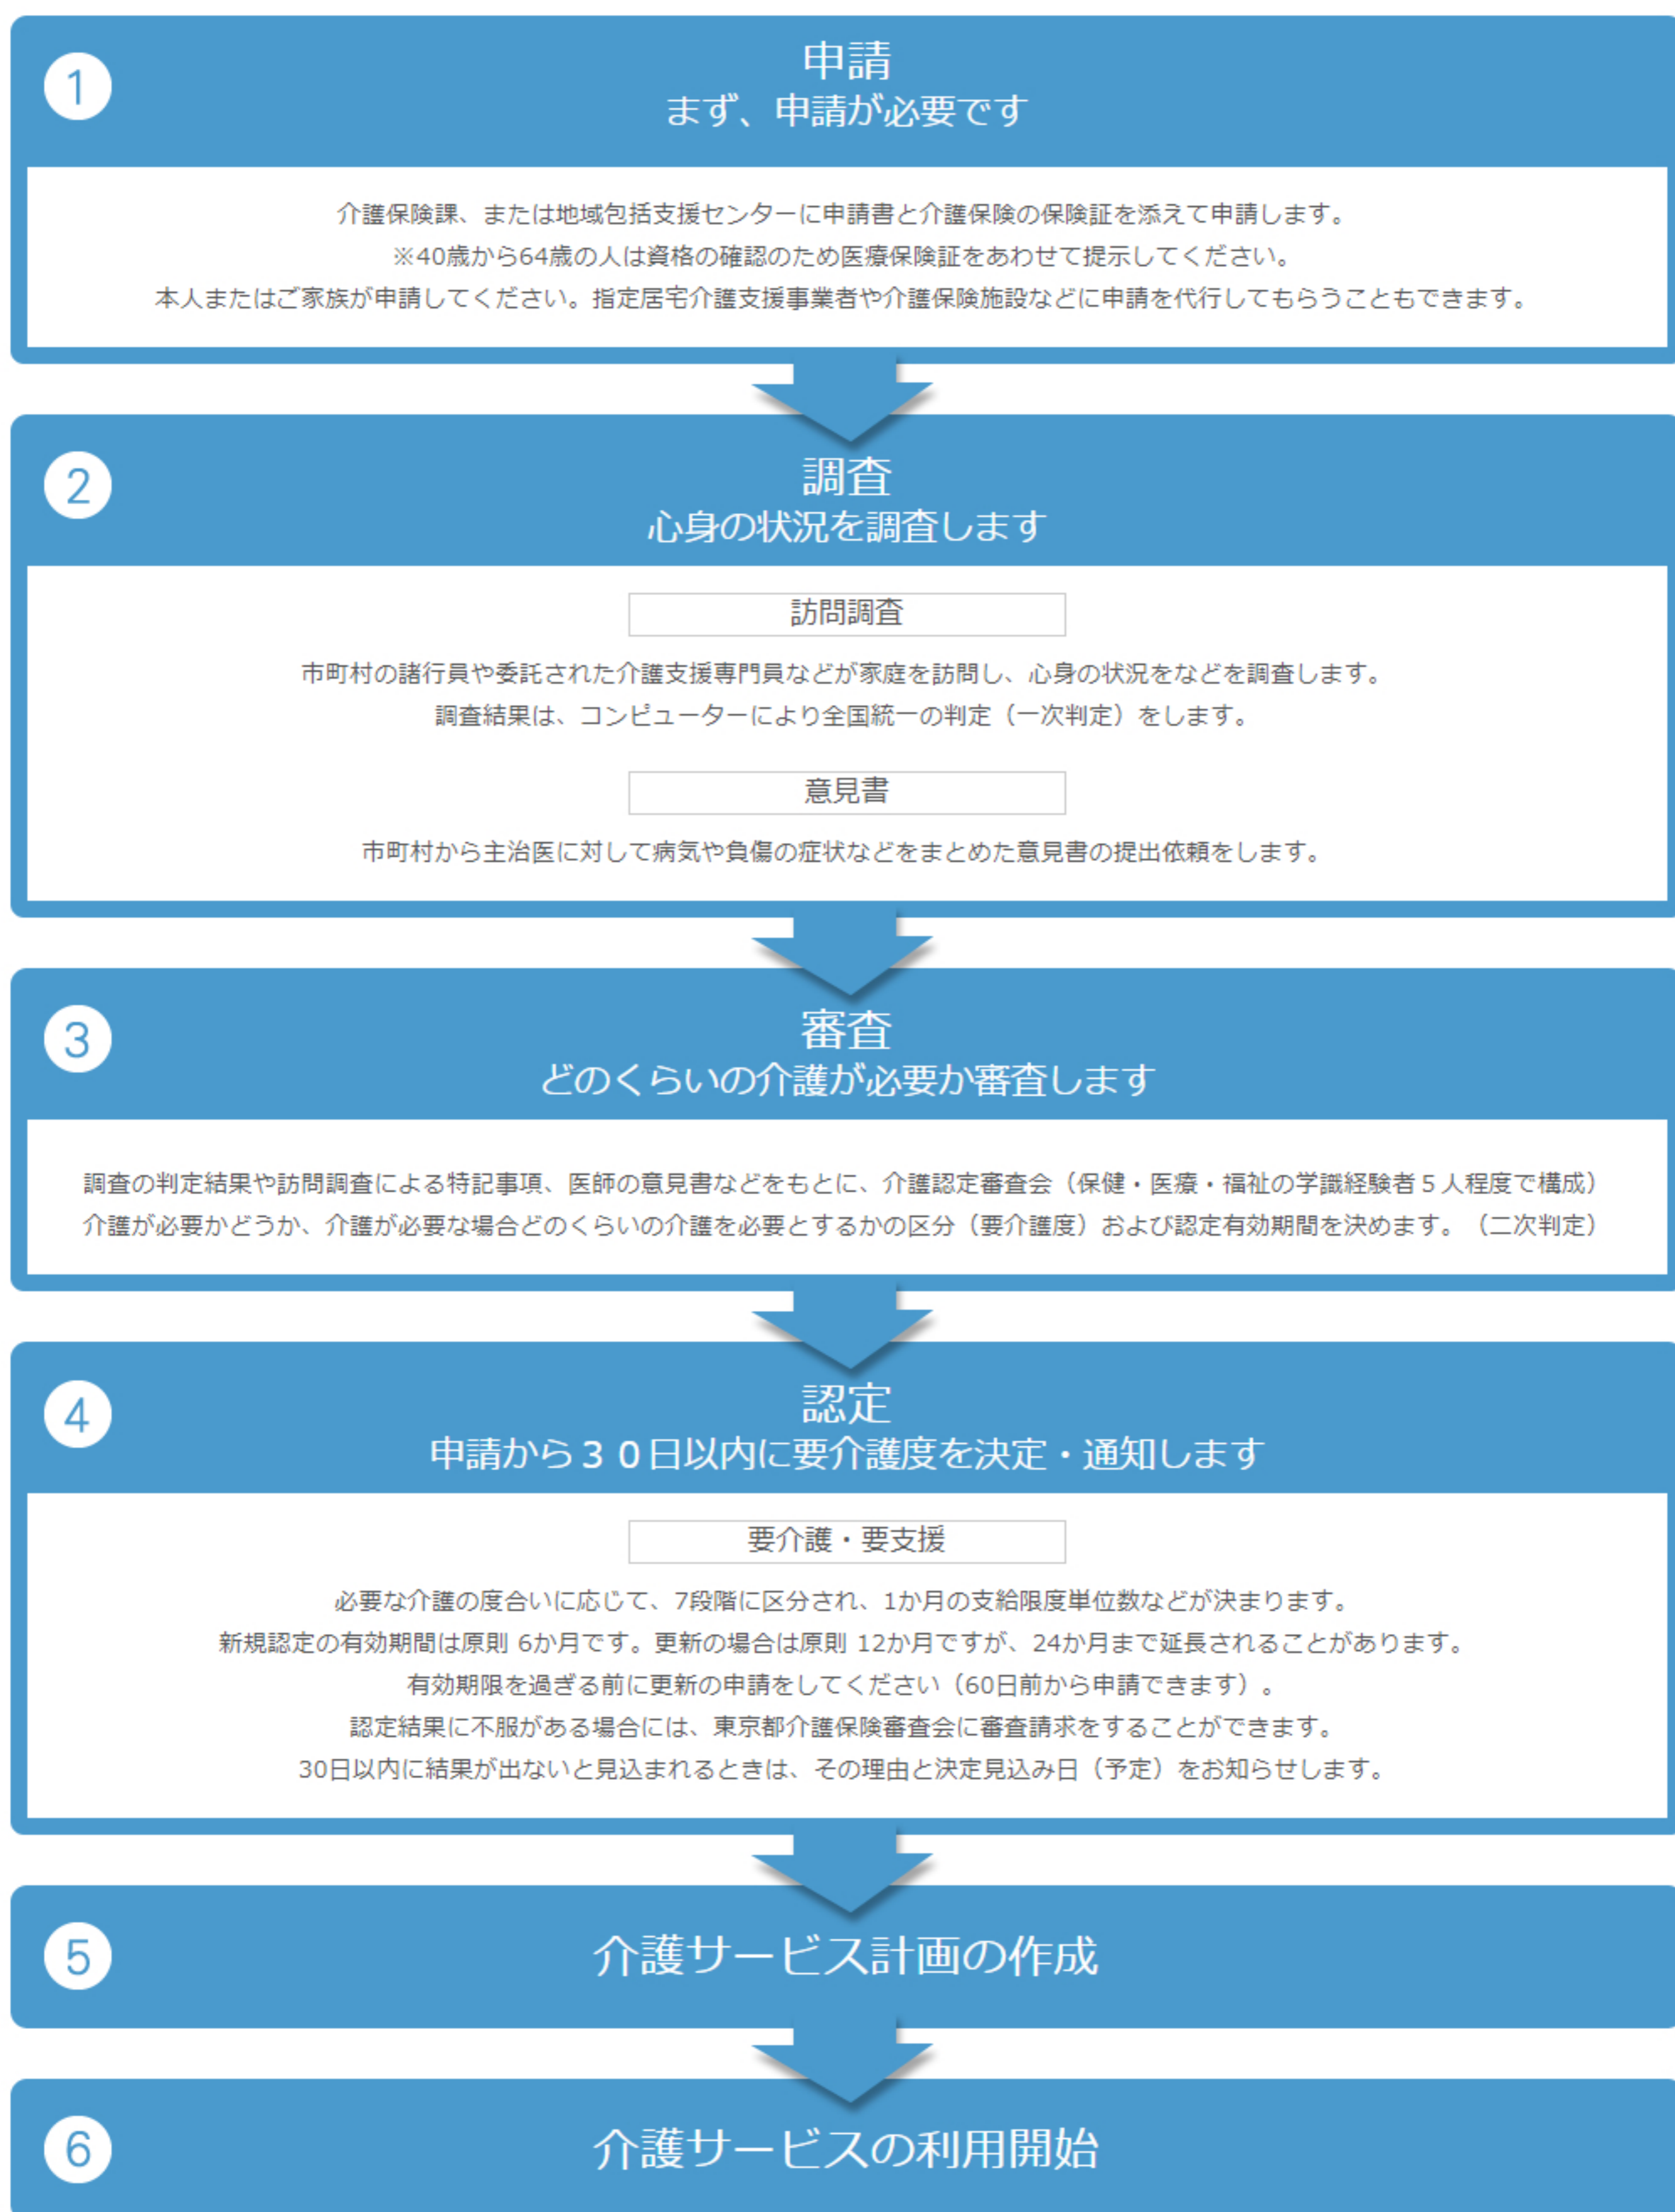 1
申請
まず、申請が必要です
介護保険課、または地域包括支援センターに申請書と介護保険の保険証を添えて申請します。
※40歳から64歳の人は資格の確認のため医療保険証をあわせて提示してください。
本人またはご家族が申請してください。指定居宅介護支援事業者や介護保険施設などに申請を代行してもらうこともできます。
2
調査
心身の状況を調査します
訪問調査
市町村の諸行員や委託された介護支援専門員などが家庭を訪問し、心身の状況をなどを調査します。
調査結果は、コンピューターにより全国統一の判定（一次判定）をします。
意見書
市町村から主治医に対して病気や負傷の症状などをまとめた意見書の提出依頼をします。
3
審査
どのくらいの介護が必要か審査します
調査の判定結果や訪問調査による特記事項、医師の意見書などをもとに、介護認定審査会（保健・医療・福祉の学識経験者５人程度で構成）
介護が必要かどうか、介護が必要な場合どのくらいの介護を必要とするかの区分（要介護度）および認定有効期間を決めます。（二次判定）
4
認定
申請から３０日以内に要介護度を決定・通知します
要介護・要支援
必要な介護の度合いに応じて、7段階に区分され、1か月の支給限度単位数などが決まります。
新規認定の有効期間は原則 6か月です。更新の場合は原則 12か月ですが、24か月まで延長されることがあります。
有効期限を過ぎる前に更新の申請をしてください（60日前から申請できます）。
認定結果に不服がある場合には、東京都介護保険審査会に審査請求をすることができます。
30日以内に結果が出ないと見込まれるときは、その理由と決定見込み日（予定）をお知らせします。
5
介護サービス計画の作成
6
介護サービスの利用開始